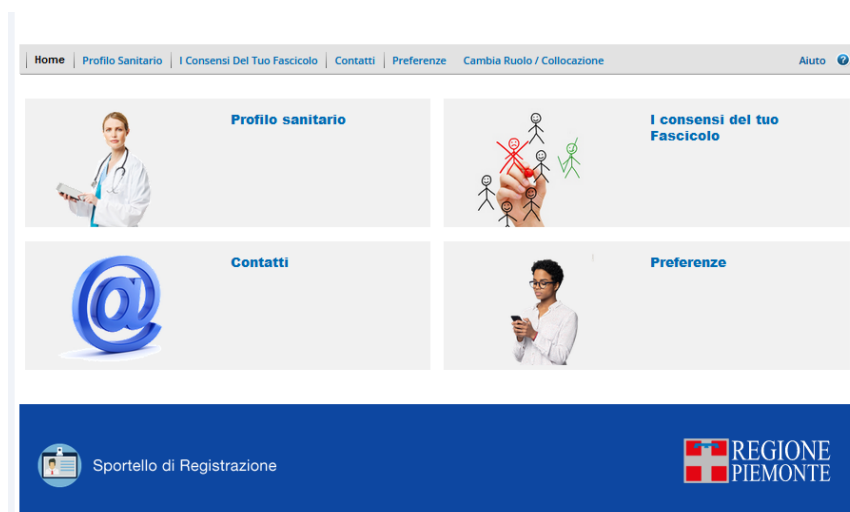 Home Profilo Sanitario I Consensi Del Tuo Fascicolo Contatti Preferenze Cambia Ruolo / Collocazione Aiuto ?
Profilo sanitario
I consensi del tuo
Fascicolo
Contatti
@
Preferenze
Sportello di Registrazione
REGIONE
PIEMONTE